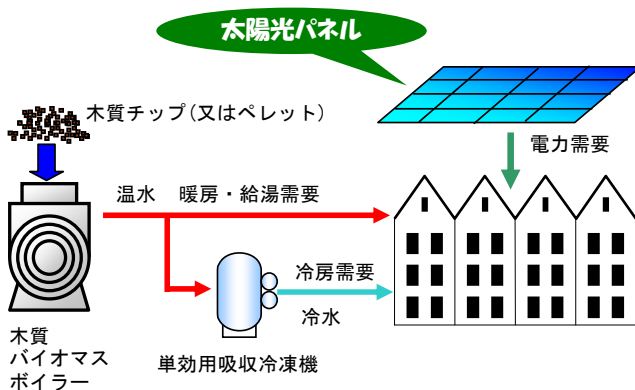 太陽光パネル
木質チップ(又はペレット)
電力需要
温水 暖房・給湯需要
冷房需要
冷水
木質
バイオマス
ボイラー
単効用吸収冷凍機